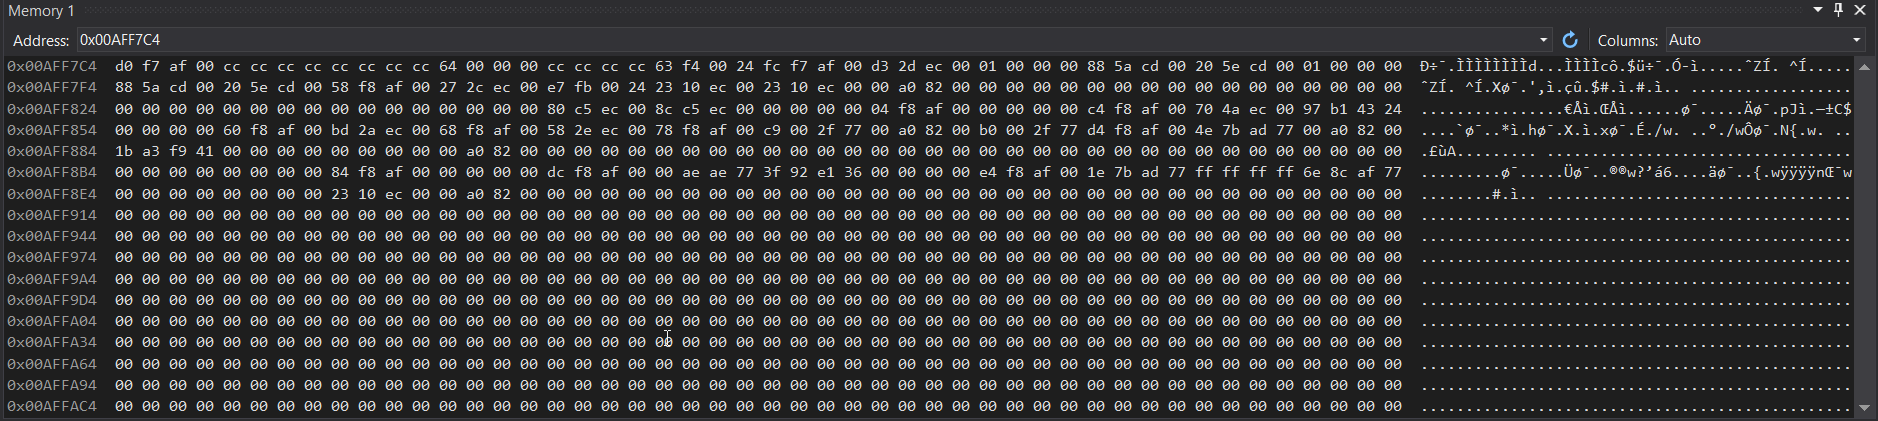 Memory 1
Address: 0x00AFF7C4 Columns: Auto
0x00AFF7C4 d0 f7 af 00 cc cc cc cc cc cc cc cc 64 00 00 00 cc cc cc cc 63 f4 00 24 fc f7 af 00 d3 2d ec 00 01 00 00 00 88 5a cd 00 20 5e cd 00 01 00 00 00 Ð÷¯.ÌÌÌÌÌÌÌÌd...ÌÌÌÌcô.$ü÷¯.Ó-ì.....ˆZÍ. ^Í.....
0x00AFF7F4 88 5a cd 00 20 5e cd 00 58 f8 af 00 27 2c ec 00 e7 fb 00 24 23 10 ec 00 23 10 ec 00 00 a0 82 00 00 00 00 00 00 00 00 00 00 00 00 00 00 00 00 00 ˆZÍ. ^Í.Xø¯.',ì.çû.$#.ì.#.ì.. ..................
0x00AFF824 00 00 00 00 00 00 00 00 00 00 00 00 00 00 00 00 80 c5 ec 00 8c c5 ec 00 00 00 00 00 04 f8 af 00 00 00 00 00 c4 f8 af 00 70 4a ec 00 97 b1 43 24 ................€Åì.ŒÅì......ø¯.....Äø¯.pJì.—±C$
0x00AFF854 00 00 00 00 60 f8 af 00 bd 2a ec 00 68 f8 af 00 58 2e ec 00 78 f8 af 00 c9 00 2f 77 00 a0 82 00 b0 00 2f 77 d4 f8 af 00 4e 7b ad 77 00 a0 82 00 ....`ø¯..*ì.hø¯.X.ì.xø¯.É./w. ..°./wÔø¯.N{.w. ..
0x00AFF884 1b a3 f9 41 00 00 00 00 00 00 00 00 00 a0 82 00 00 00 00 00 00 00 00 00 00 00 00 00 00 00 00 00 00 00 00 00 00 00 00 00 00 00 00 00 00 00 00 00 .£ùA......... ..................................
0x00AFF8B4 00 00 00 00 00 00 00 00 84 f8 af 00 00 00 00 00 dc f8 af 00 00 ae ae 77 3f 92 e1 36 00 00 00 00 e4 f8 af 00 1e 7b ad 77 ff ff ff ff 6e 8c af 77 .........ø¯.....Üø¯..®®w?’á6....äø¯..{.wÿÿÿÿnŒ¯w
0x00AFF8E4 00 00 00 00 00 00 00 00 23 10 ec 00 00 a0 82 00 00 00 00 00 00 00 00 00 00 00 00 00 00 00 00 00 00 00 00 00 00 00 00 00 00 00 00 00 00 00 00 00 ........#.ì.. ..................................
0x00AFF914 00 00 00 00 00 00 00 00 00 00 00 00 00 00 00 00 00 00 00 00 00 00 00 00 00 00 00 00 00 00 00 00 00 00 00 00 00 00 00 00 00 00 00 00 00 00 00 00 ................................................
0x00AFF944 00 00 00 00 00 00 00 00 00 00 00 00 00 00 00 00 00 00 00 00 00 00 00 00 00 00 00 00 00 00 00 00 00 00 00 00 00 00 00 00 00 00 00 00 00 00 00 00 ................................................
0x00AFF974 00 00 00 00 00 00 00 00 00 00 00 00 00 00 00 00 00 00 00 00 00 00 00 00 00 00 00 00 00 00 00 00 00 00 00 00 00 00 00 00 00 00 00 00 00 00 00 00 ................................................
0x00AFF9A4 00 00 00 00 00 00 00 00 00 00 00 00 00 00 00 00 00 00 00 00 00 00 00 00 00 00 00 00 00 00 00 00 00 00 00 00 00 00 00 00 00 00 00 00 00 00 00 00 ................................................
0x00AFF9D4 00 00 00 00 00 00 00 00 00 00 00 00 00 00 00 00 00 00 00 00 00 00 00 00 00 00 00 00 00 00 00 00 00 00 00 00 00 00 00 00 00 00 00 00 00 00 00 00 ................................................
0x00AFFA04 00 00 00 00 00 00 00 00 00 00 00 00 00 00 00 00 00 00 00 00 00 00 00 00 00 00 00 00 00 00 00 00 00 00 00 00 00 00 00 00 00 00 00 00 00 00 00 00 ................................................
0x00AFFA34 00 00 00 00 00 00 00 00 00 00 00 00 00 00 00 00 00 00 00 00 00 00 00 00 00 00 00 00 00 00 00 00 00 00 00 00 00 00 00 00 00 00 00 00 00 00 00 00 ................................................
0x00AFFA64 00 00 00 00 00 00 00 00 00 00 00 00 00 00 00 00 00 00 00 00 00 00 00 00 00 00 00 00 00 00 00 00 00 00 00 00 00 00 00 00 00 00 00 00 00 00 00 00 ................................................
0x00AFFA94 00 00 00 00 00 00 00 00 00 00 00 00 00 00 00 00 00 00 00 00 00 00 00 00 00 00 00 00 00 00 00 00 00 00 00 00 00 00 00 00 00 00 00 00 00 00 00 00 ................................................
0x00AFFAC4 00 00 00 00 00 00 00 00 00 00 00 00 00 00 00 00 00 00 00 00 00 00 00 00 00 00 00 00 00 00 00 00 00 00 00 00 00 00 00 00 00 00 00 00 00 00 00 00 ................................................